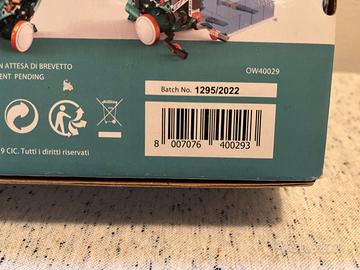 N ATTESA DI BREVETTO
ENT PENDING
OW40029
Batch No. 1295/2022
9 CIC. Tutti i diritti riservati
8 007076 400293